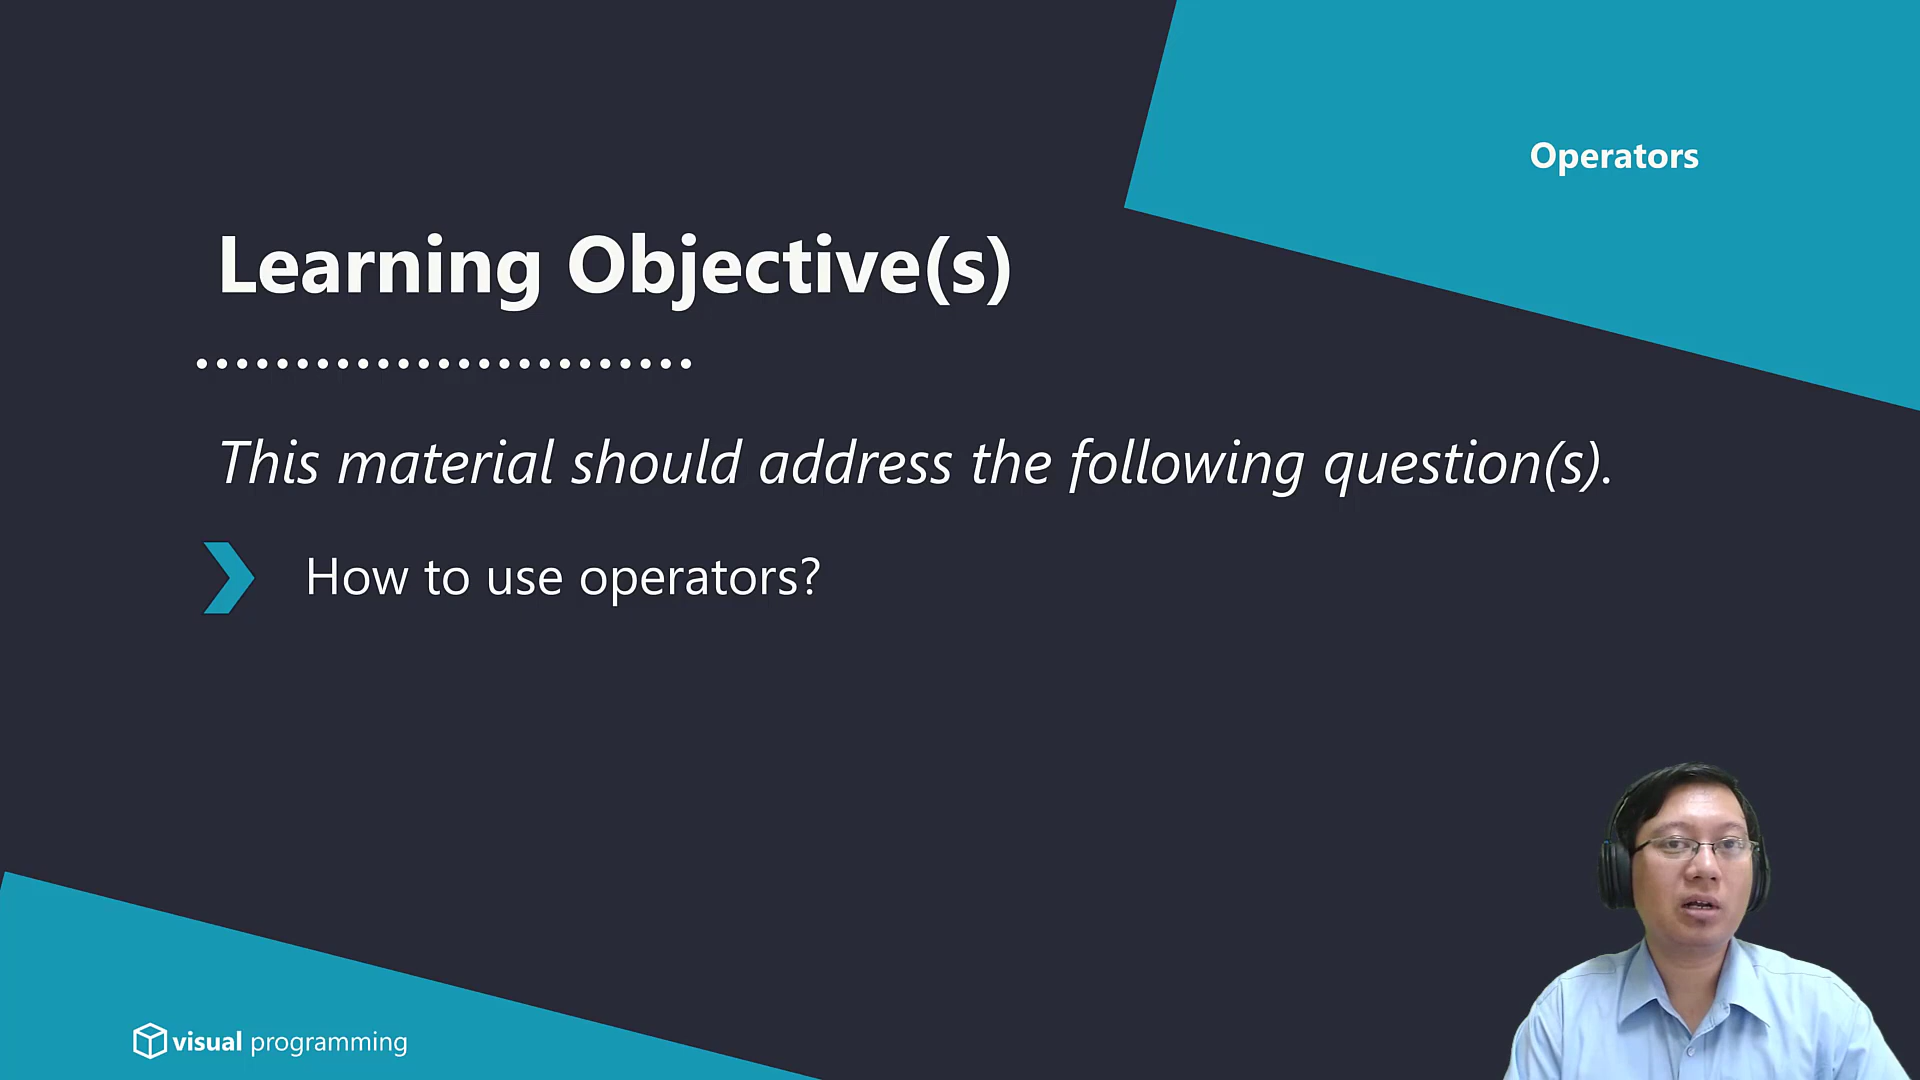 Operators
Learning Objective(s)
This material should address the following question(s).
How to use operators?
visual programming